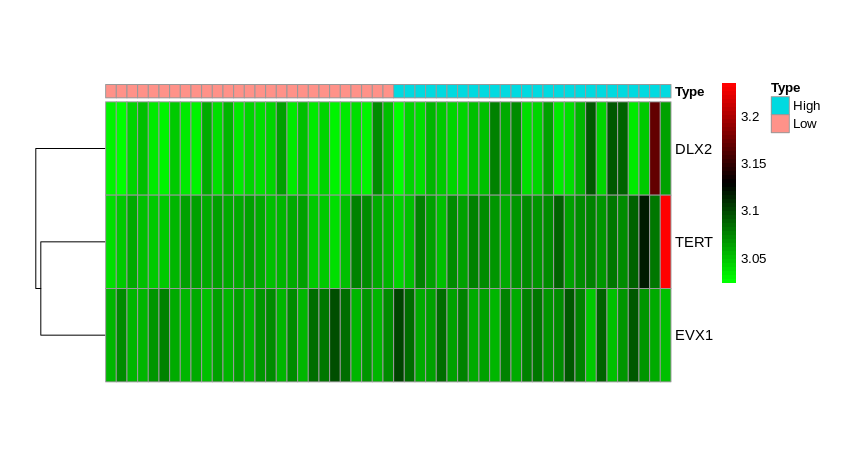 Type
DLX2
TERT
EVX1
3.2
3.15
3.1
3.05
Type
High
Low